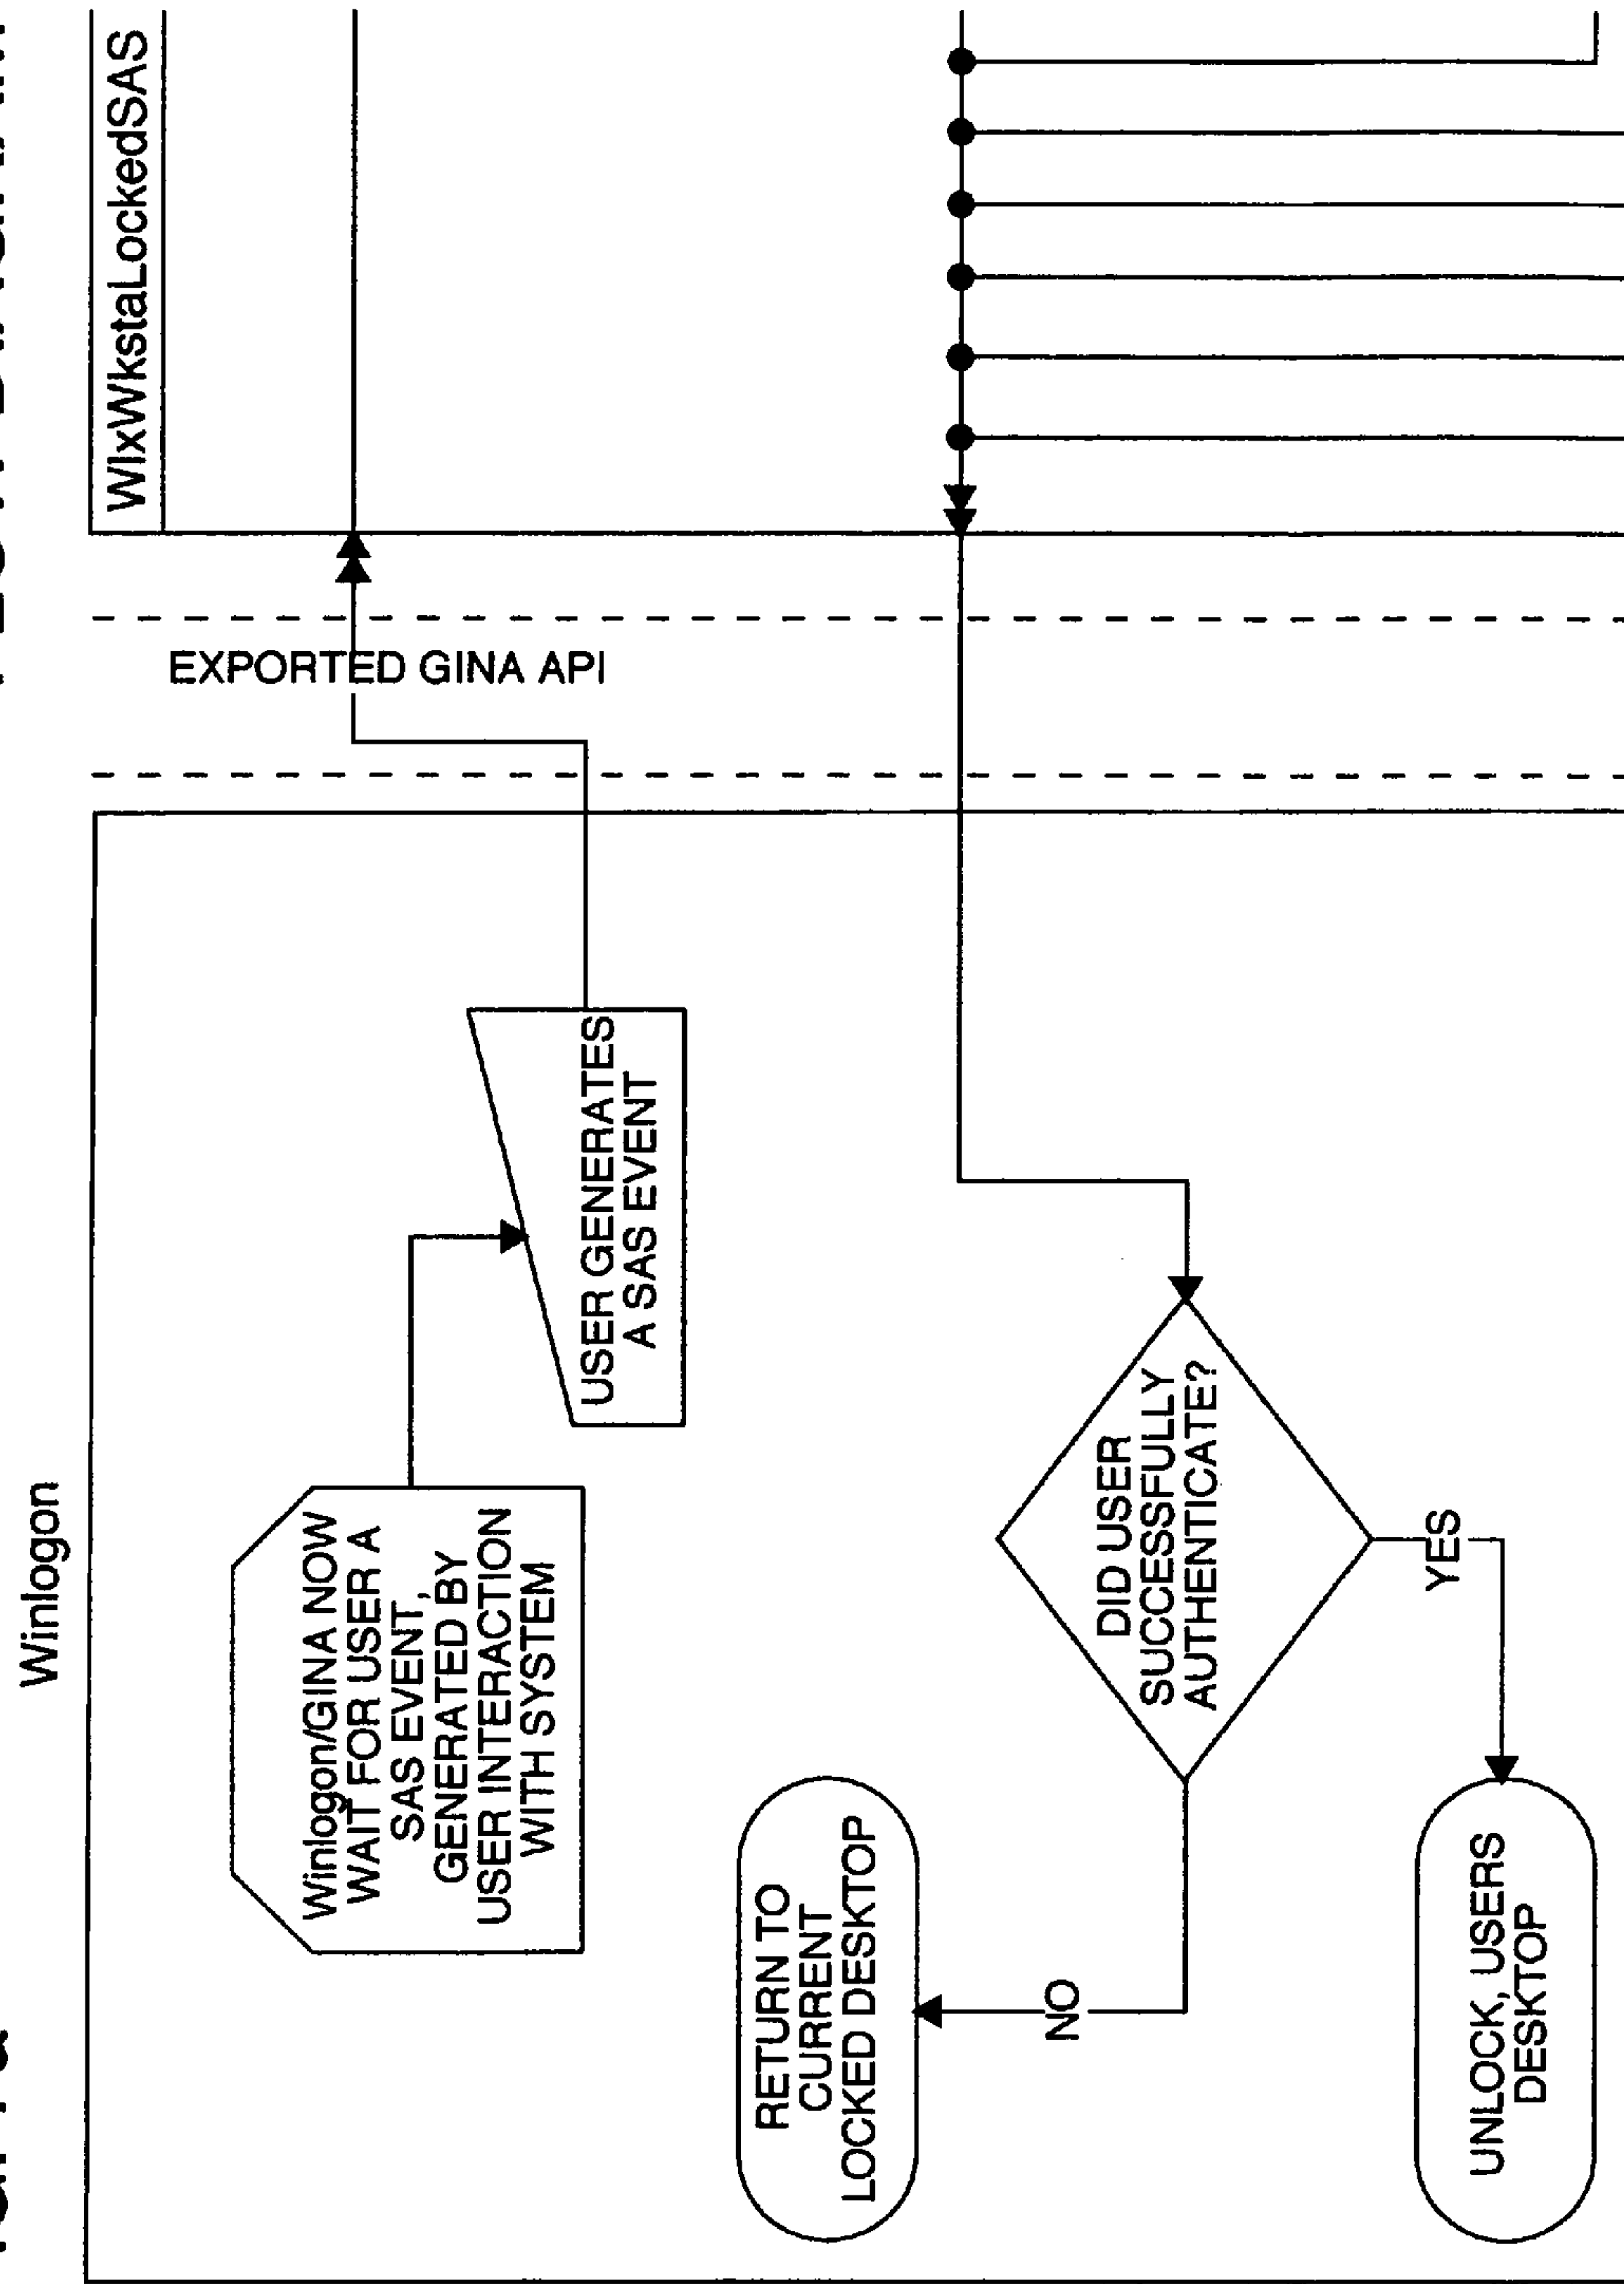 Winlogon
WlxWkstaLockedSAS
Winlogon/GINA NOW
WAIT FOR USER A
SAS EVENT,
GENERATED BY
USER INTERACTION
WITH SYSTEM
EXPORTED GINA API
USER GENERATES
A SAS EVENT
RETURN TO
CURRENT
LOCKED DESKTOP
NO
DID USER
SUCCESSFULLY
AUTHENTICATE?
YES
UNLOCK, USERS
DESKTOP